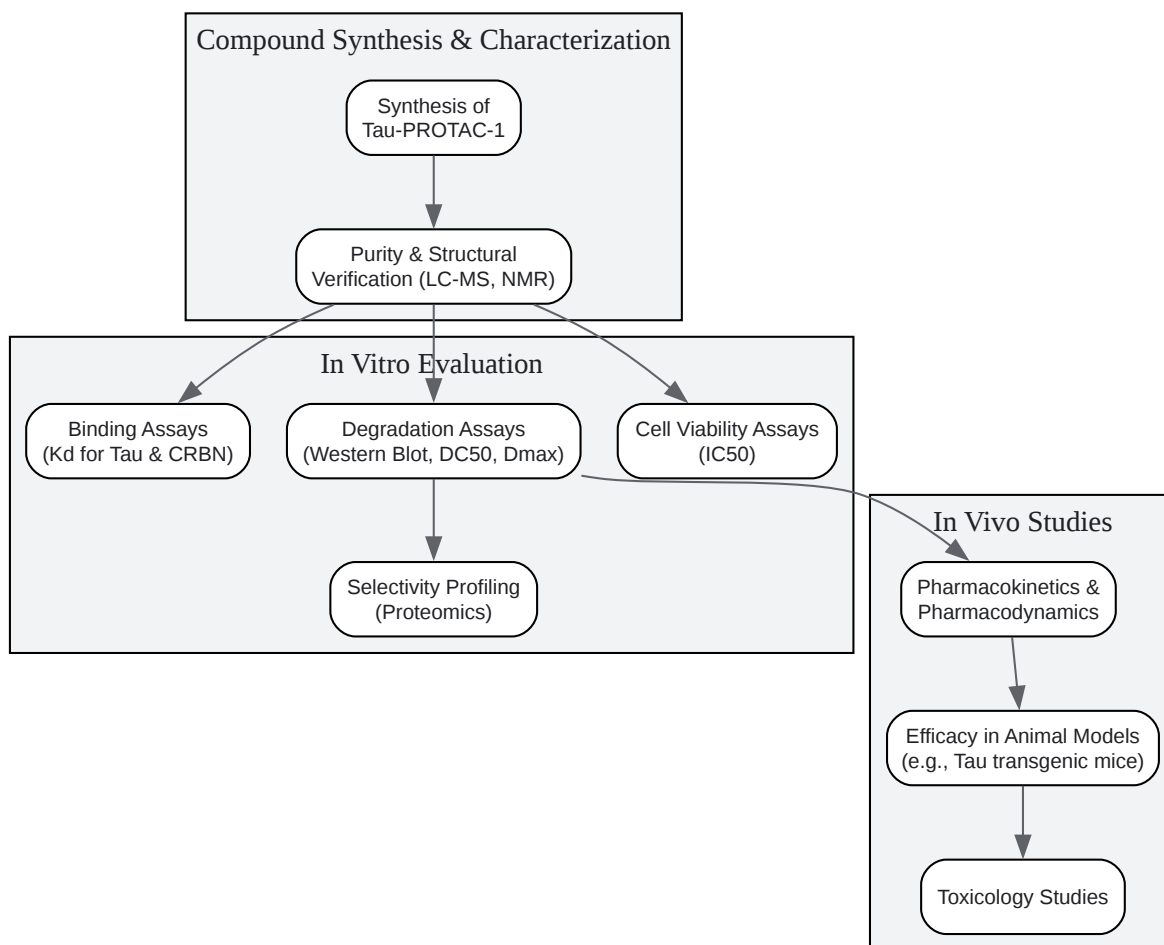 Compound Synthesis & Characterization
Synthesis of
Tau-PROTAC-1
Purity & Structural
Verification (LC-MS, NMR)
In Vitro Evaluation
Binding Assays
(Kd for Tau & CRBN)
Degradation Assays
(Western Blot, DC50, Dmax)
Cell Viability Assays
(IC50)
Selectivity Profiling
(Proteomics)
In Vivo Studies
Pharmacokinetics &
Pharmacodynamics
Efficacy in Animal Models
(e.g., Tau transgenic mice)
Toxicology Studies